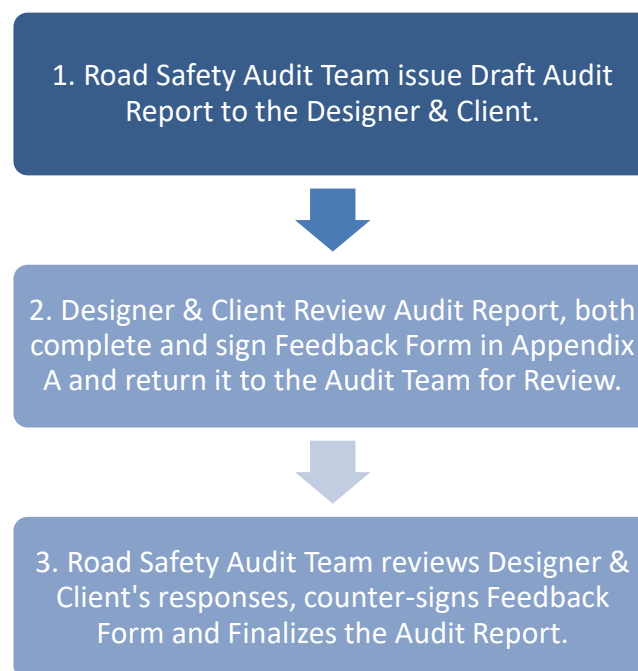 1. Road Safety Audit Team issue Draft Audit
Report to the Designer & Client.
2. Designer & Client Review Audit Report, both
complete and sign Feedback Form in Appendix
A and return it to the Audit Team for Review.
3. Road Safety Audit Team reviews Designer &
Client's responses, counter-signs Feedback
Form and Finalizes the Audit Report.